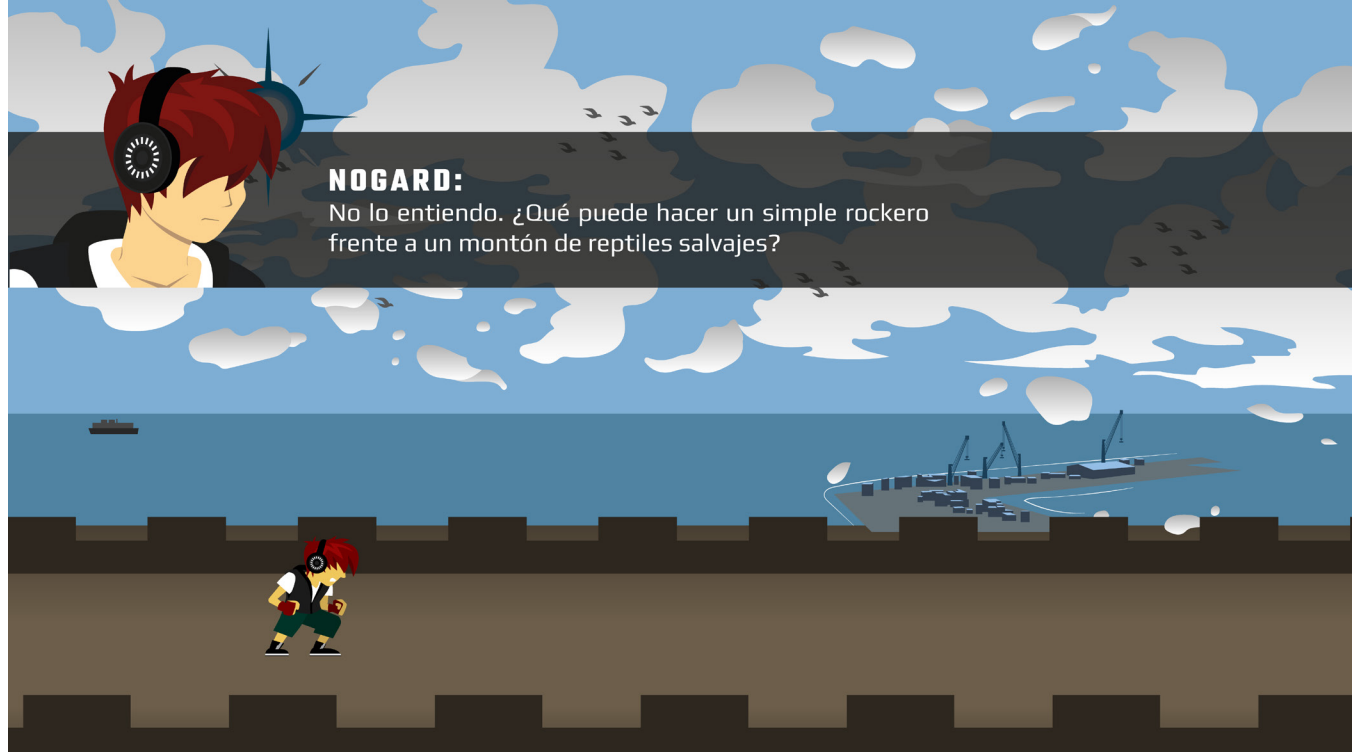 NOGARD:
No lo entiendo. ¿Qué puede hacer un simple rockero
frente a un montón de reptiles salvajes?